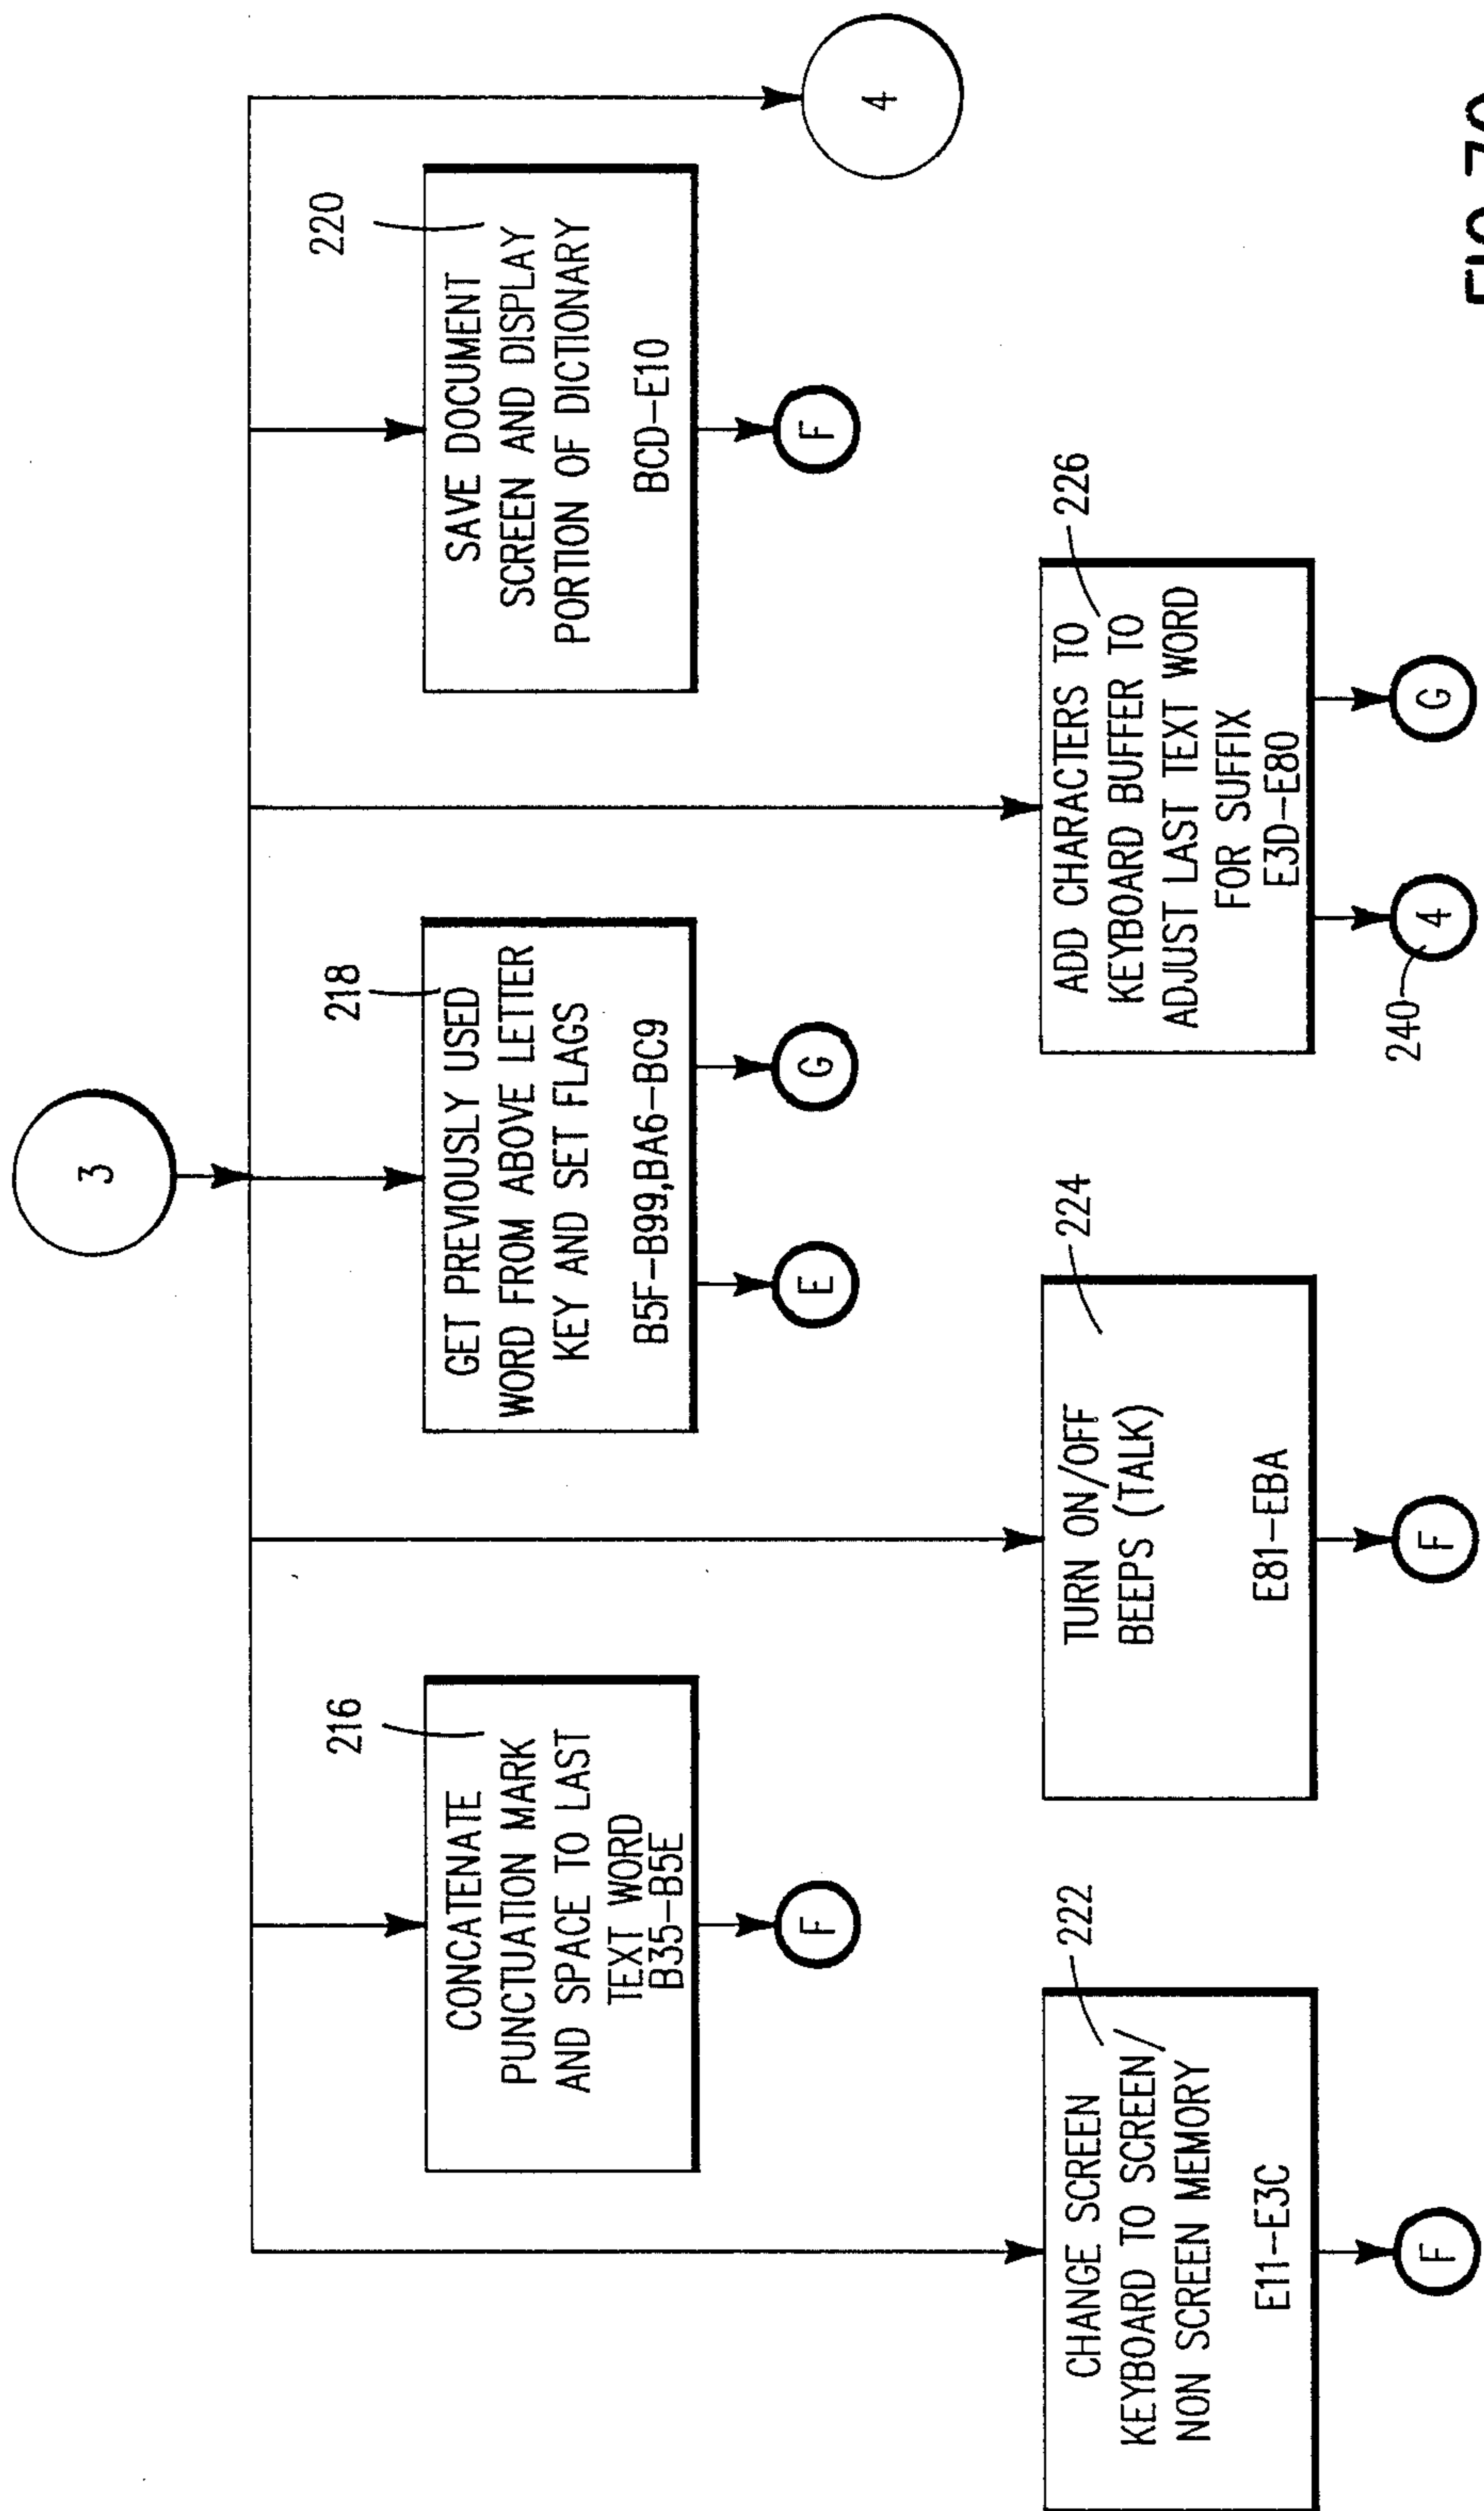 3
216
CONCATENATE
PUNCTUATION MARK
AND SPACE TO LAST
TEXT WORD
B35-B5E
F
218
GET PREVIOUSLY USED
WORD FROM ABOVE LETTER
KEY AND SET FLAGS
B5F-B99,BA6-BC9
E
G
220
SAVE DOCUMENT
SCREEN AND DISPLAY
PORTION OF DICTIONARY
BCD-E10
F
4
222
CHANGE SCREEN
KEYBOARD TO SCREEN/
NON SCREEN MEMORY
E11-E3C
F
224
TURN ON/OFF
BEEPS (TALK)
E81-EBA
F
226
ADD CHARACTERS TO
KEYBOARD BUFFER TO
ADJUST LAST TEXT WORD
FOR SUFFIX
E3D-E80
240
4
G